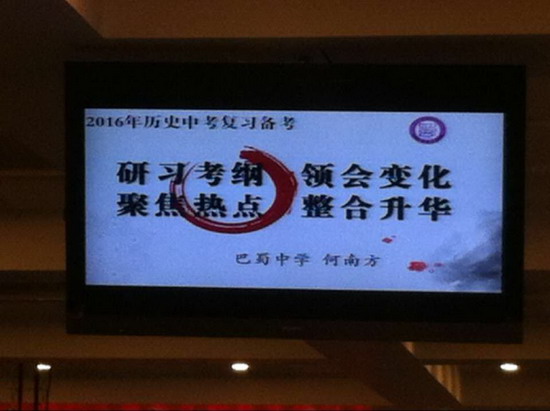 2016年历史中考复习备考
研习考纲 领会变化
聚焦热点 整合升华
巴蜀中学 何南方